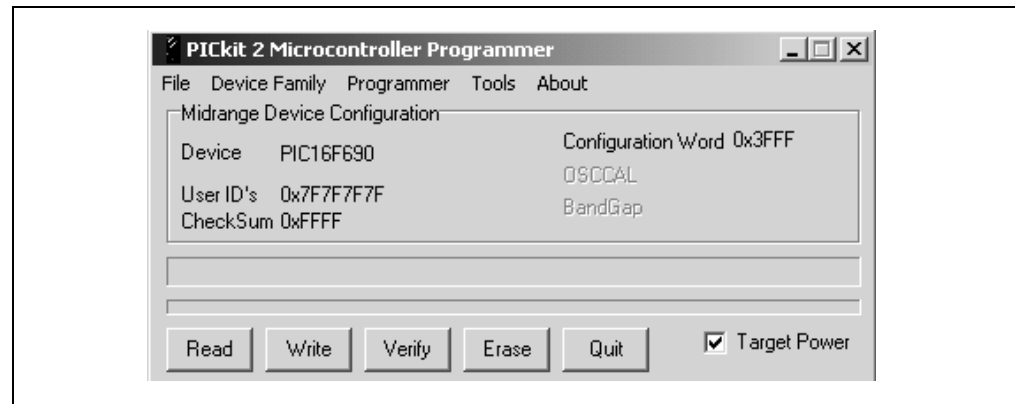 PICkit 2 Microcontroller Programmer
File Device Family Programmer Tools About
Midrange Device Configuration
Device PIC16F690
Configuration Word 0x3FFF
OSCCAL
User ID's 0x7F7F7F7F
BandGap
CheckSum 0xFFFF
Read Write Verify Erase Quit Target Power